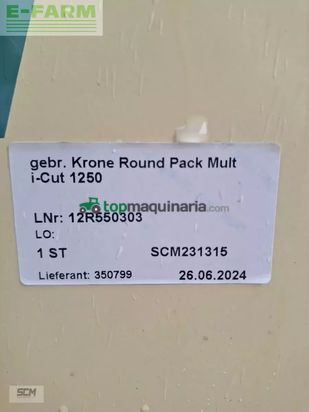 E-FARM
gebr. Krone Round Pack Mult
i-Cut 1250
topmaquinaria.com
LNr: 12R550303
LO:
1 ST SCM231315
Lieferant: 350799 26.06.2024
SCM